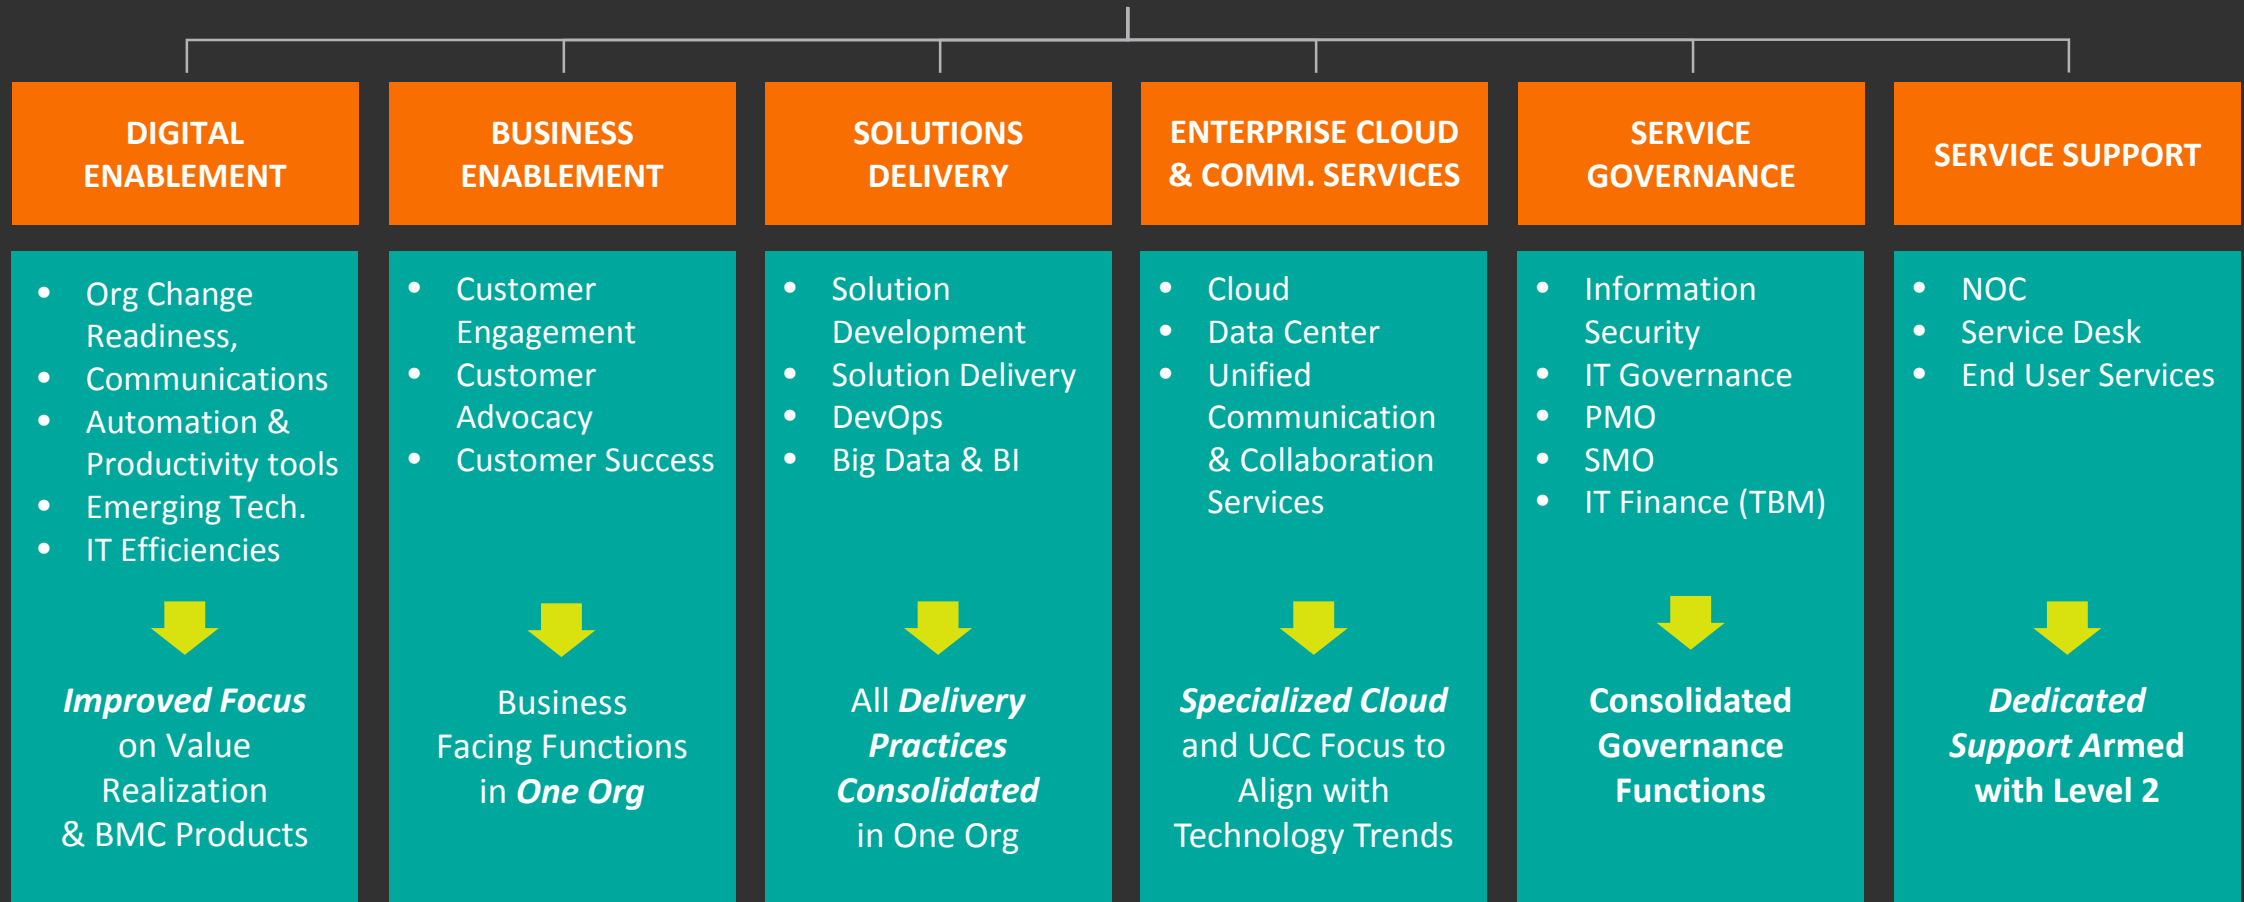 DIGITAL
ENABLEMENT
BUSINESS
ENABLEMENT
SOLUTIONS
DELIVERY
ENTERPRISE CLOUD
& COMM. SERVICES
SERVICE
GOVERNANCE
SERVICE SUPPORT
• Org Change
Readiness,
• Communications
• Automation &
Productivity tools
• Emerging Tech.
• IT Efficiencies
Improved Focus
on Value
Realization
& BMC Products
• Customer
Engagement
• Customer
Advocacy
• Customer Success
Business
Facing Functions
in One Org
• Solution
Development
• Solution Delivery
• DevOps
• Big Data & BI
All Delivery
Practices
Consolidated
in One Org
• Cloud
• Data Center
• Unified
Communication
& Collaboration
Services
Specialized Cloud
and UCC Focus to
Align with
Technology Trends
• Information
Security
• IT Governance
• PMO
• SMO
• IT Finance (TBM)
Consolidated
Governance
Functions
• NOC
• Service Desk
• End User Services
Dedicated
Support Armed
with Level 2